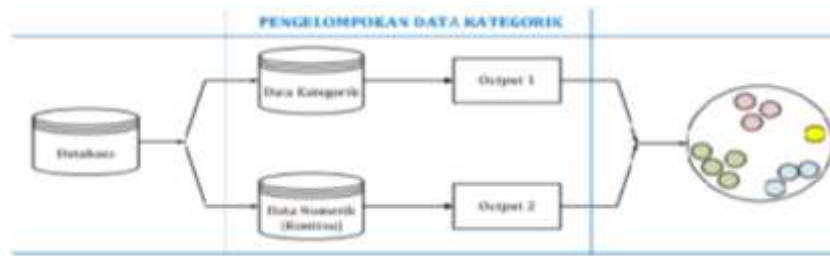 PENGELOMPOKAN DATA KATEGORIK
Data Kategorik
Output 1
Database
Data Numerik
(Kontinu)
Output 2